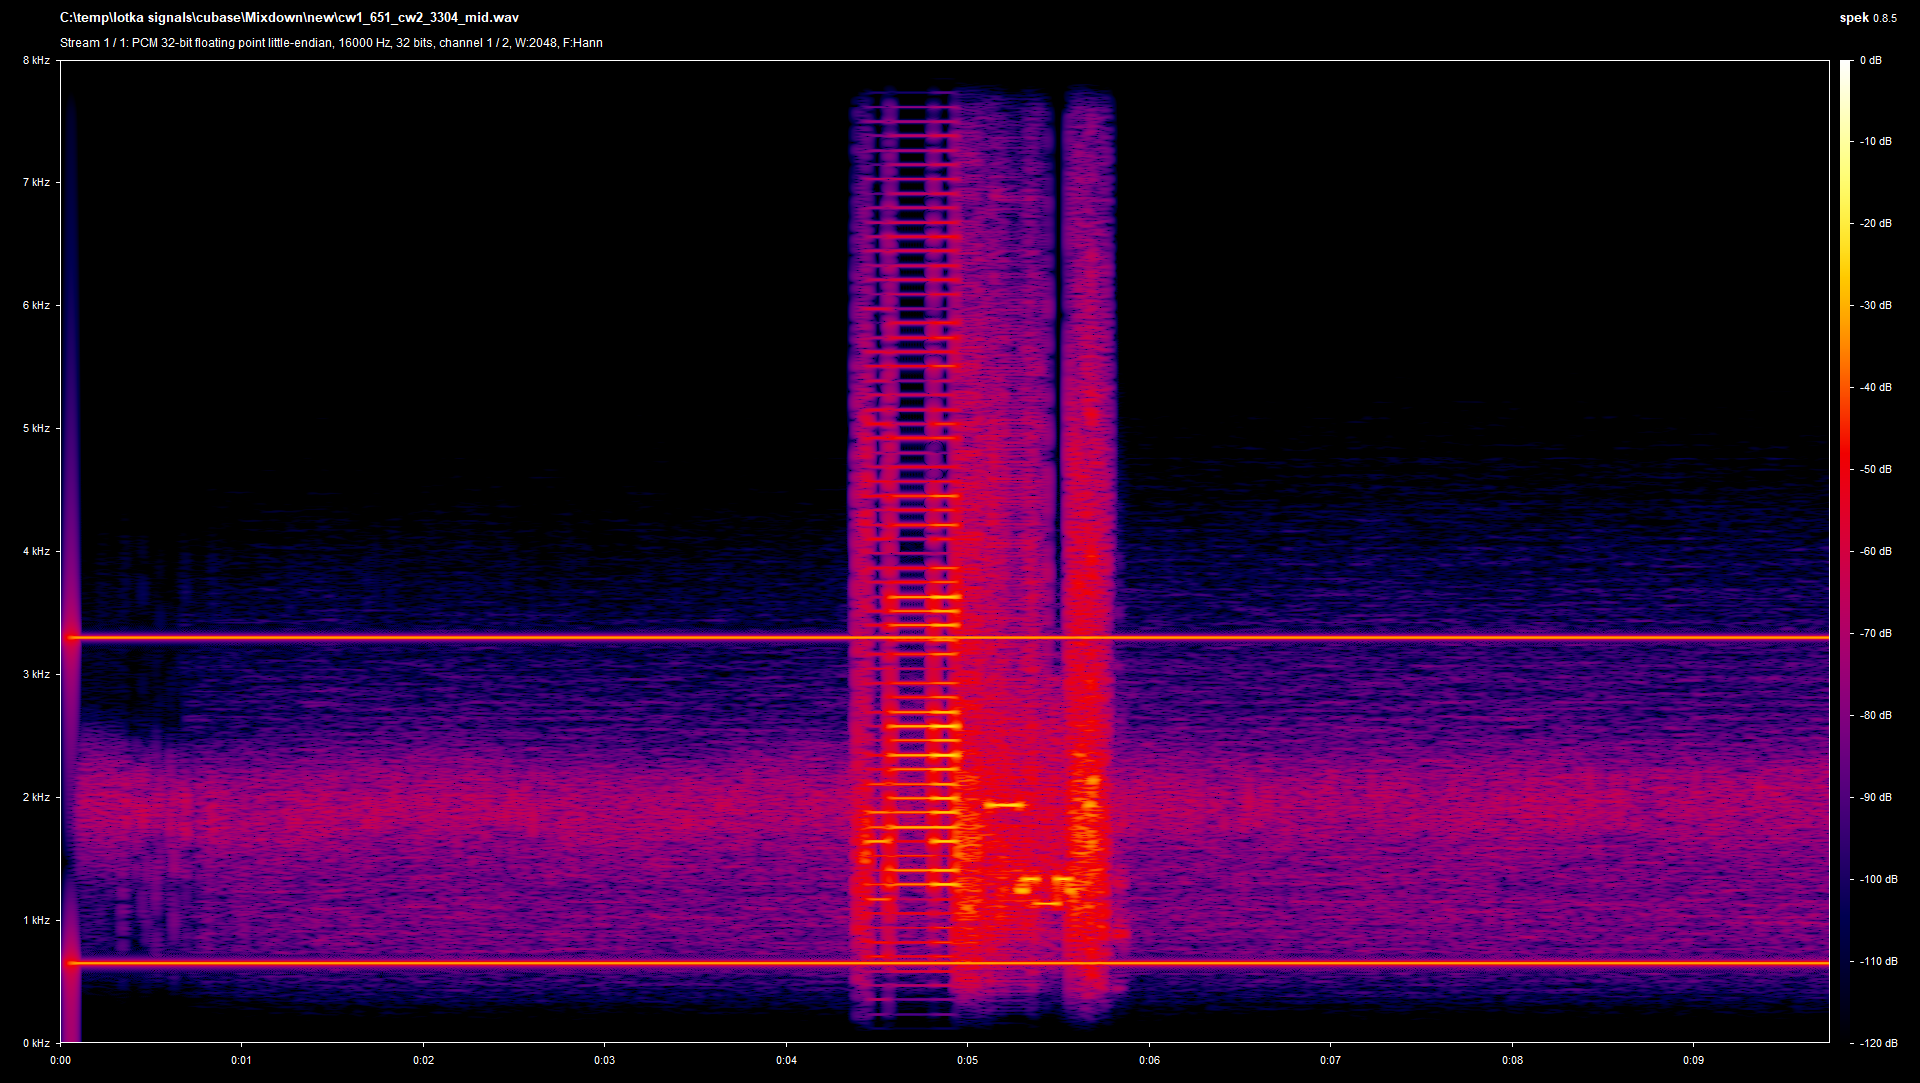 C:\temp\lotka signals\cubase\Mixdown\new\cw1_651_cw2_3304_mid.wav
spek 0.8.5
Stream 1 / 1: PCM 32-bit floating point little-endian, 16000 Hz, 32 bits, channel 1 / 2, W:2048, F:Hann
8 kHz
7 kHz
6 kHz
5 kHz
4 kHz
3 kHz
2 kHz
1 kHz
0 kHz
0 dB
-10 dB
-20 dB
-30 dB
-40 dB
-50 dB
-60 dB
-70 dB
-80 dB
-90 dB
-100 dB
-110 dB
-120 dB
0:00 0:01 0:02 0:03 0:04 0:05 0:06 0:07 0:08 0:09